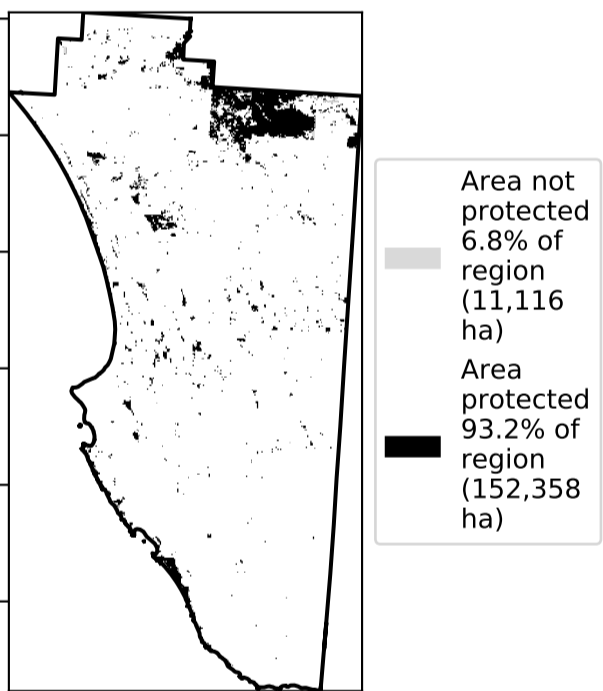 Area not
protected
6.8% of
region
(11,116
ha)
Area
protected
93.2% of
region
(152,358
ha)